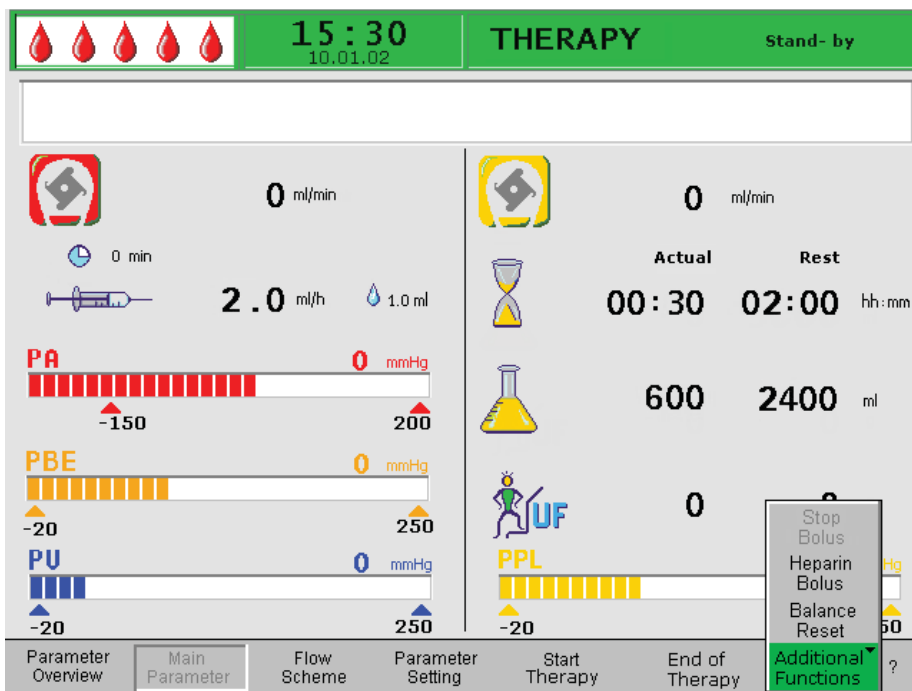 15:30
10.01.02
THERAPY
Stand- by
0 ml/min
0 min
2.0 ml/h
1.0 ml
PA 0 mmHg
-150 200
PBE 0 mmHg
-20 250
PV 0 mmHg
-20 250
0 ml/min
Actual Rest
00:30 02:00 hh:mm
600 2400 ml
UF 0
PPL
-20
Stop
Bolus
Heparin
Bolus
Balance
Reset
Additional
Functions
Parameter
Overview
Main
Parameter
Flow
Scheme
Parameter
Setting
Start
Therapy
End of
Therapy
?